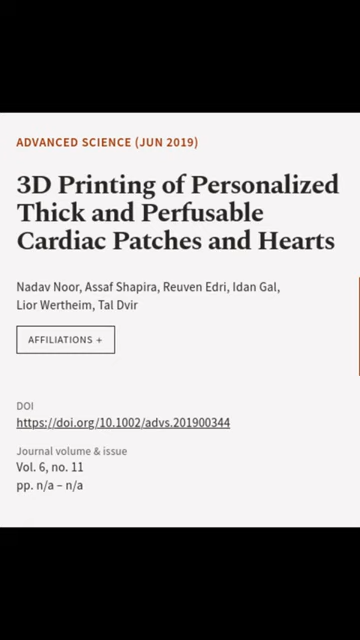 ADVANCED SCIENCE (JUN 2019)
3D Printing of Personalized
Thick and Perfusable
Cardiac Patches and Hearts
Nadav Noor, Assaf Shapira, Reuven Edri, Idan Gal,
Lior Wertheim, Tal Dvir
AFFILIATIONS +
DOI
https://doi.org/10.1002/advs.201900344
Journal volume & issue
Vol. 6, no. 11
pp. n/a – n/a